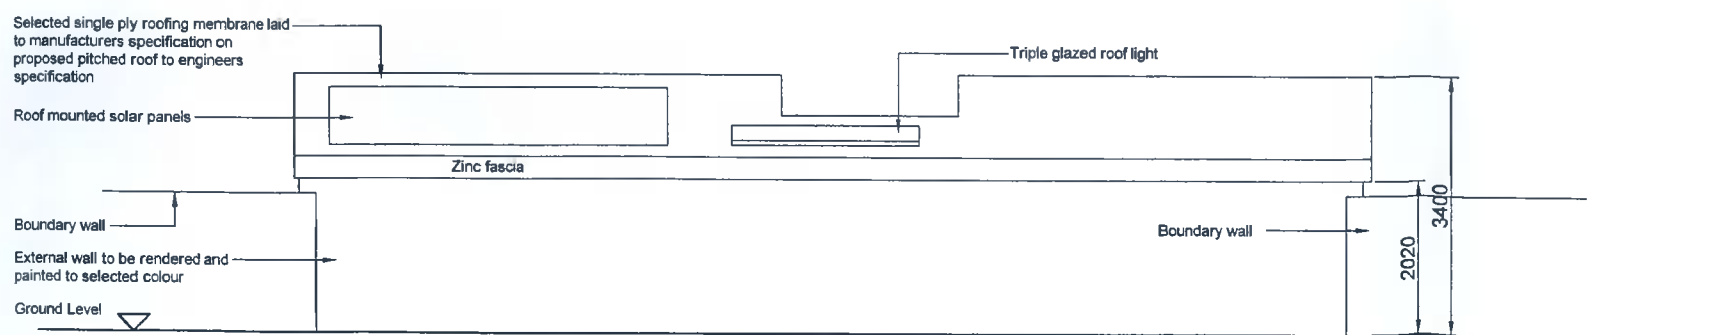 Selected single ply roofing membrane laid
to manufacturers specification on
proposed pitched roof to engineers
specification
Triple glazed roof light
Roof mounted solar panels
Zinc fascia
Boundary wall
Boundary wall
External wall to be rendered and
painted to selected colour
Ground Level
2020
3400